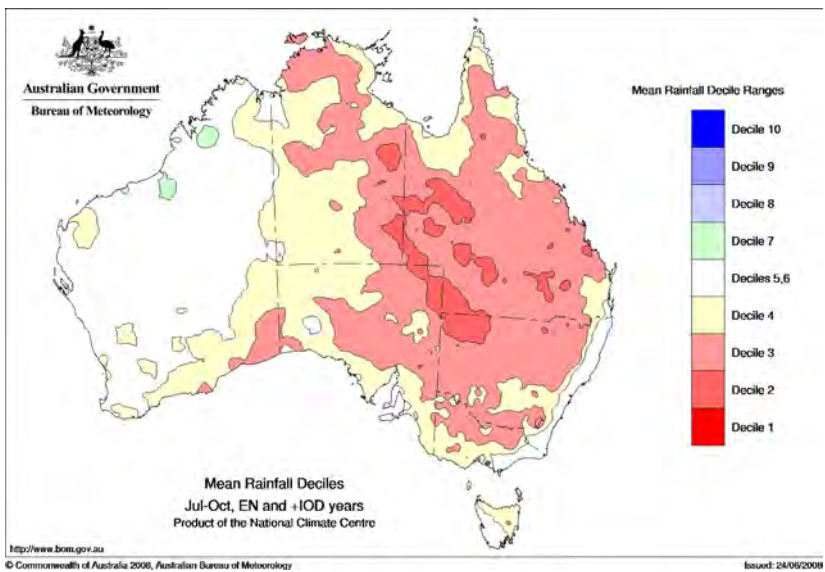 Australian Government
Bureau of Meteorology
Mean Rainfall Decile Ranges
Decile 10
Decile 9
Decile 8
Decile 7
Deciles 5,6
Decile 4
Decile 3
Decile 2
Decile 1
Mean Rainfall Deciles
Jul-Oct, EN and +IOD years
Product of the National Climate Centre
http://www.bom.gov.au
© Commonwealth of Australia 2008, Australian Bureau of Meteorology
Issued: 24/06/2008